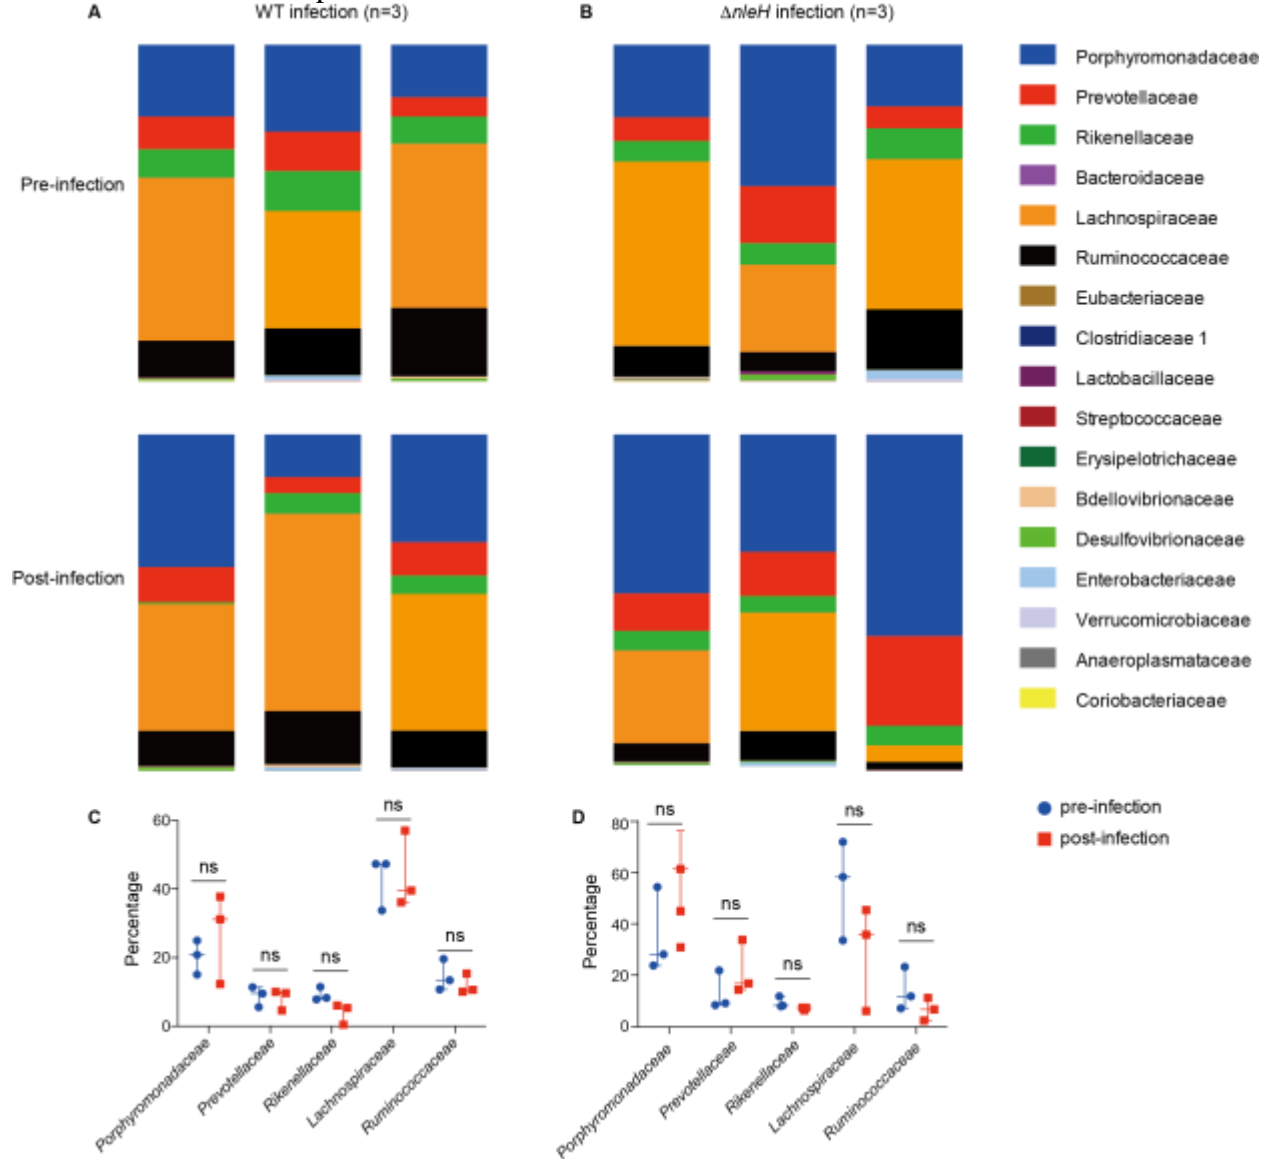 A
WT infection (n=3)
B
ΔnleH infection (n=3)
Pre-infection
Post-infection
Porphyromonadaceae
Prevotellaceae
Rikenellaceae
Bacteroidaceae
Lachnospiraceae
Ruminococcaceae
Eubacteriaceae
Clostridiaceae 1
Lactobacillaceae
Streptococcaceae
Erysipelotrichaceae
Bdellovibrionaceae
Desulfovibrionaceae
Enterobacteriaceae
Verrucomicrobiaceae
Anaeroplasmataceae
Coriobacteriaceae
C
Percentage
60
40
20
0
ns
ns
ns
ns
ns
Porphyromonadaceae
Prevotellaceae
Rikenellaceae
Lachnospiraceae
Ruminococcaceae
D
Percentage
80
60
40
20
0
ns
ns
ns
ns
ns
Porphyromonadaceae
Prevotellaceae
Rikenellaceae
Lachnospiraceae
Ruminococcaceae
pre-infection
post-infection